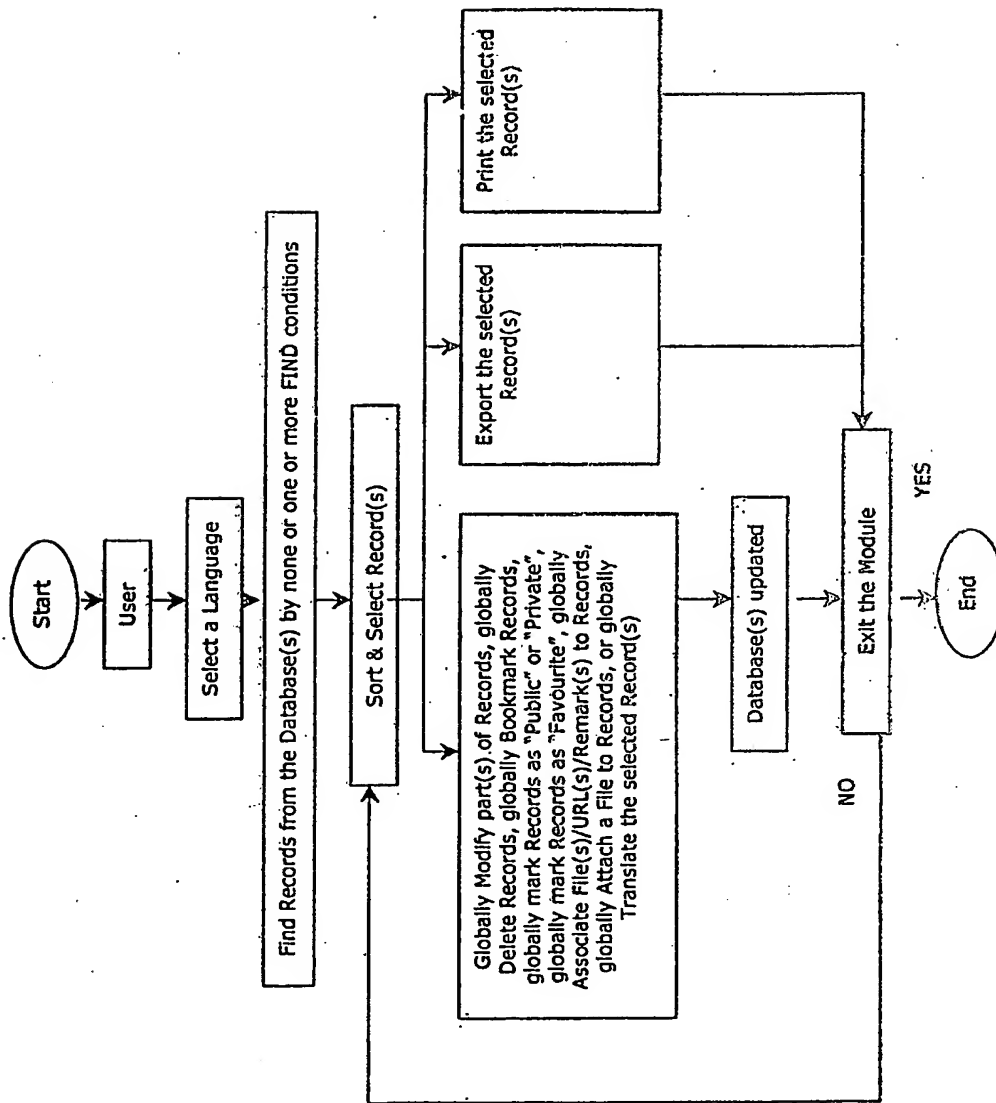 Start
User
Select a Language
Find Records from the Database(s) by none or one or more FIND conditions
Sort & Select Record(s)
Globally Modify part(s) of Records, globally
Delete Records, globally Bookmark Records,
globally mark Records as "Public" or "Private",
globally mark Records as "Favourite", globally
Associate File(s)/URL(s)/Remark(s) to Records,
globally Attach a File to Records, or globally
Translate the selected Record(s)
Export the selected
Record(s)
Print the selected
Record(s)
Database(s) updated
Exit the Module
NO
YES
End